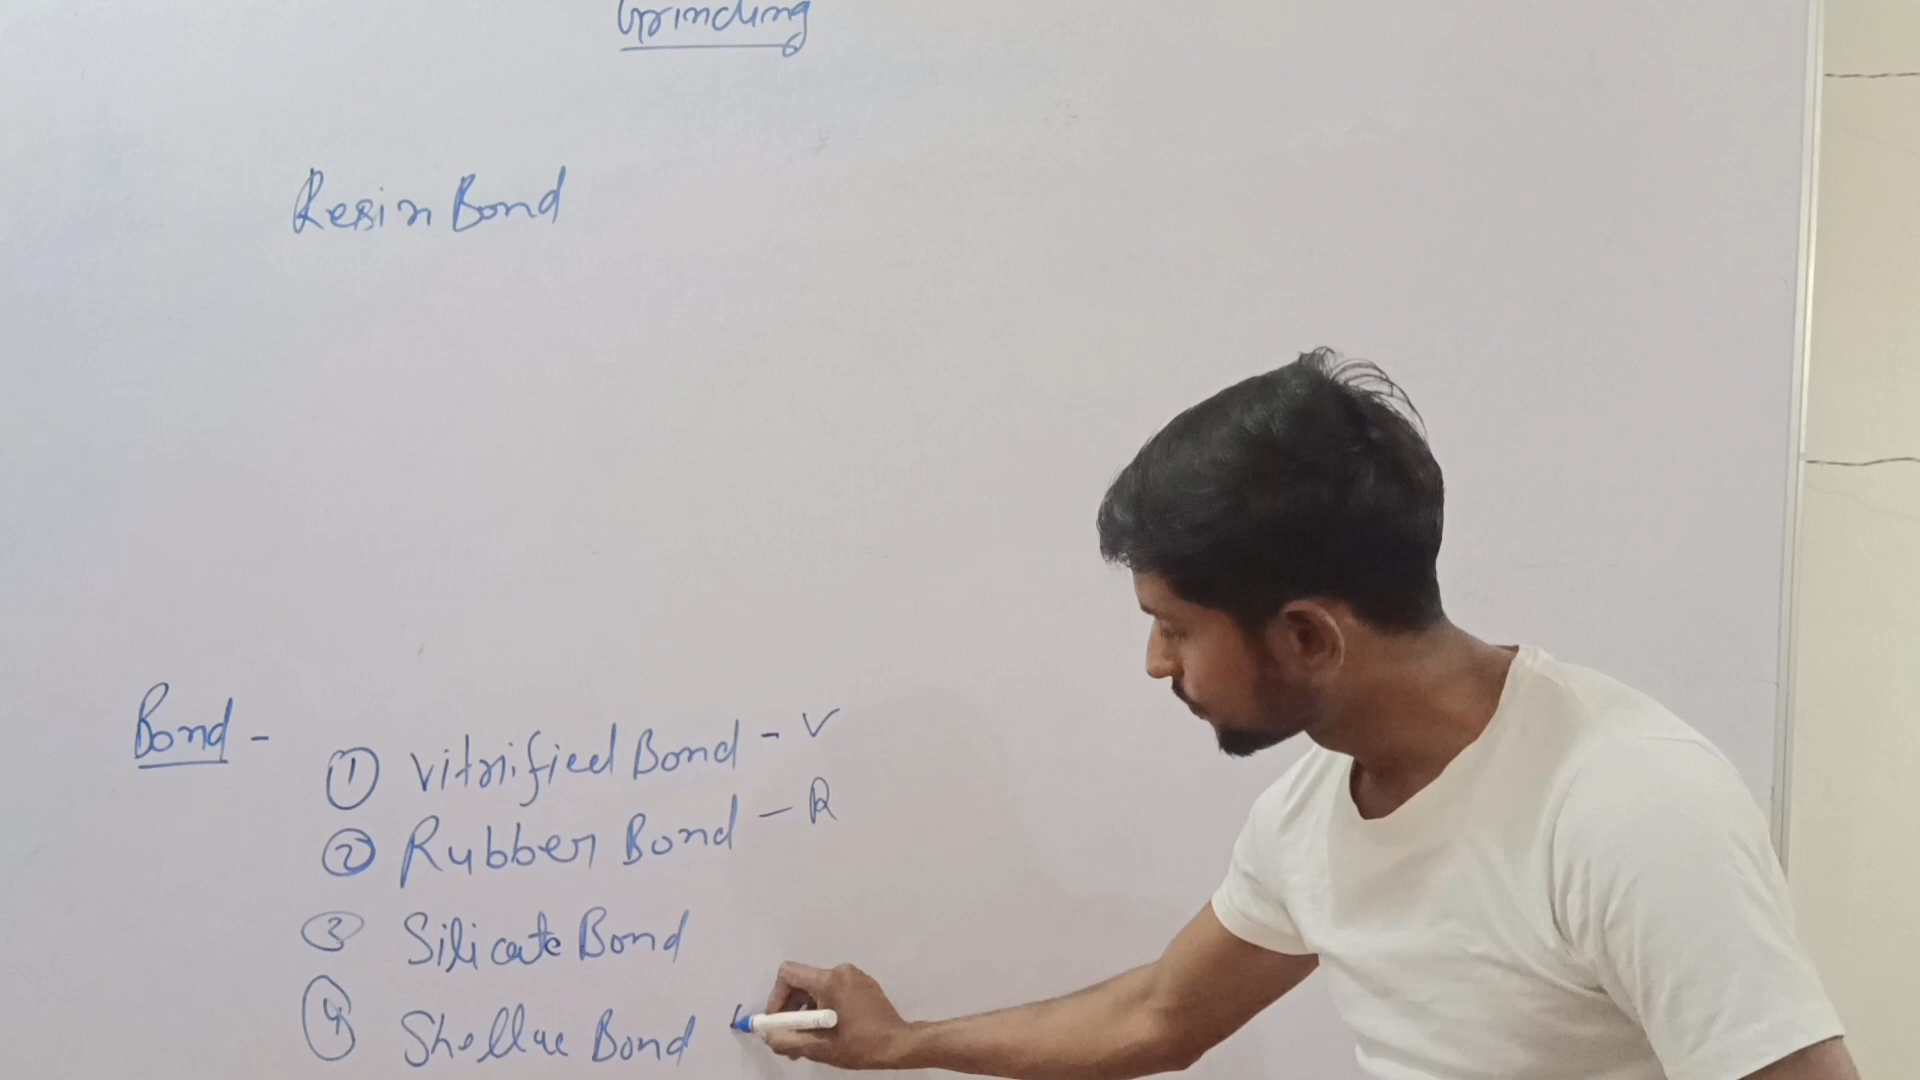 Grinding
Resin Bond
Bond -
① Vitrified Bond - V
② Rubber Bond - R
③ Silicate Bond
④ Shellac Bond